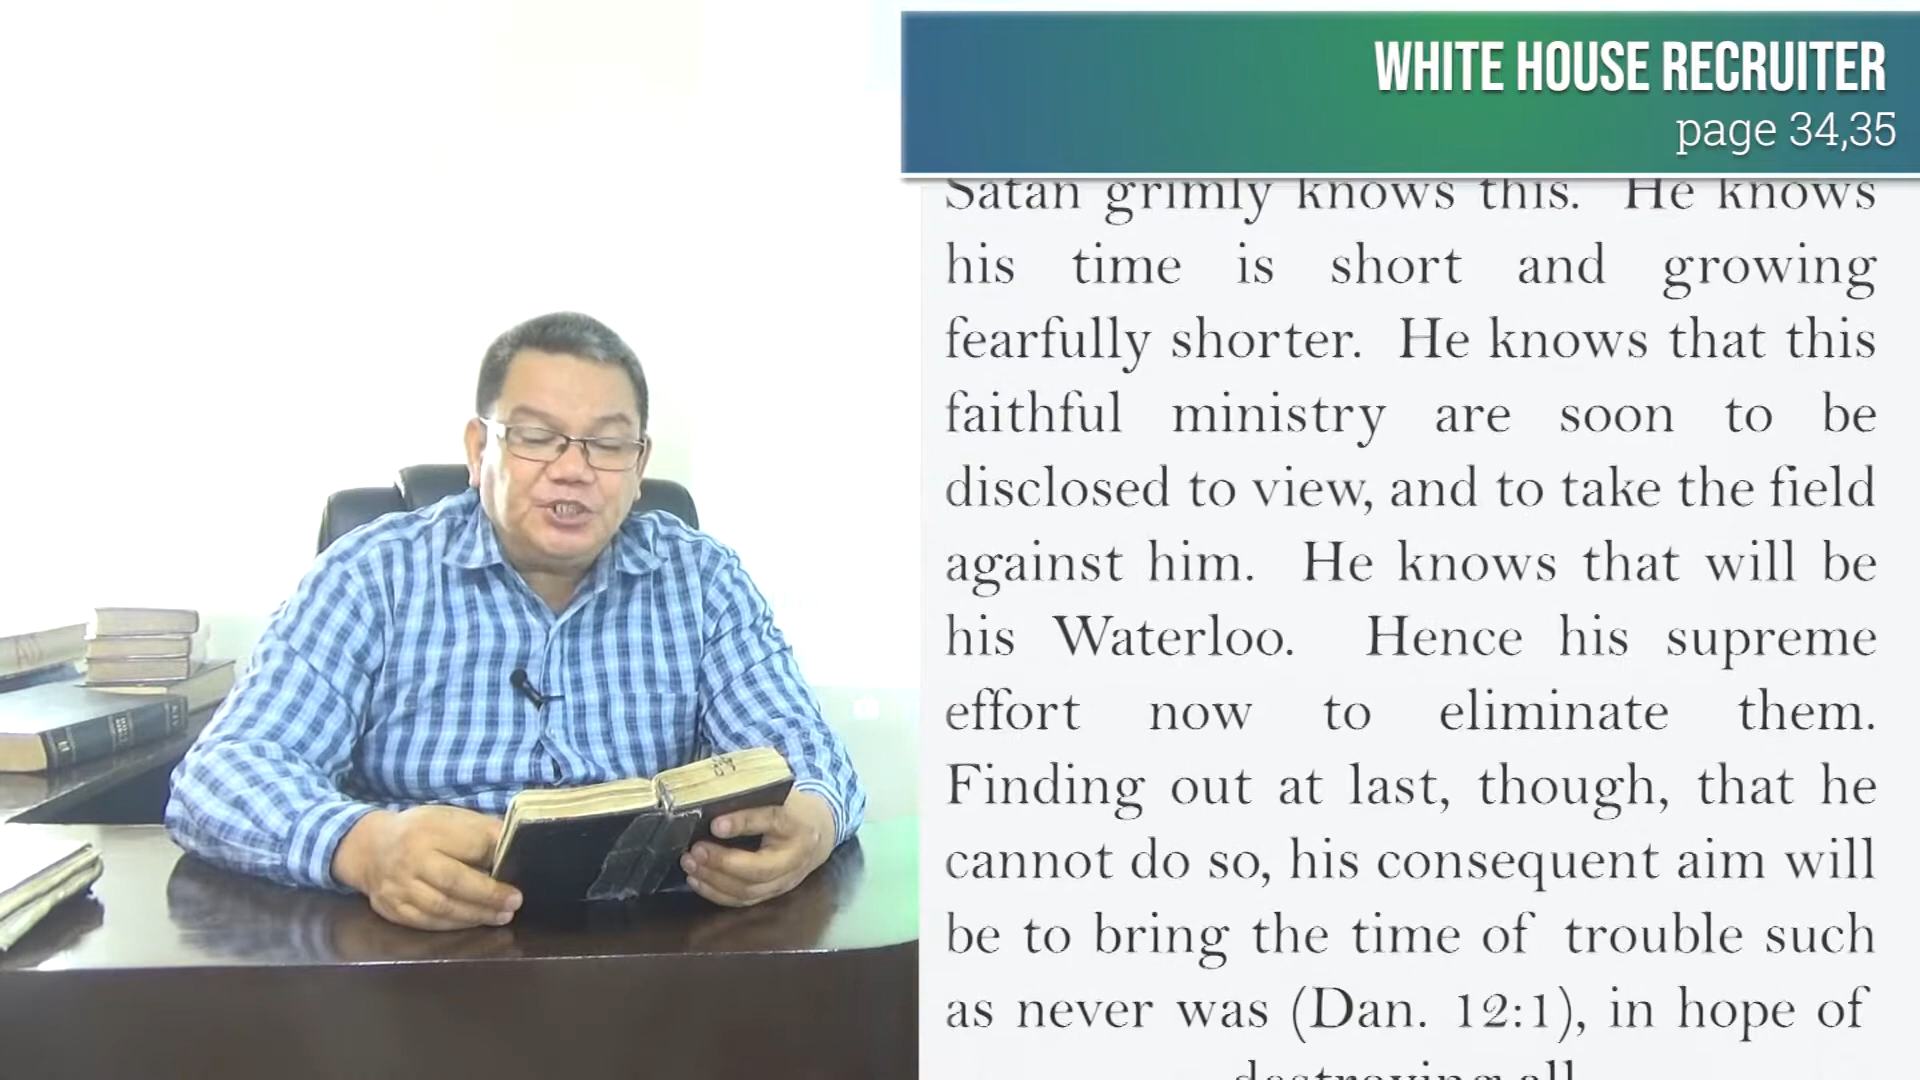 WHITE HOUSE RECRUITER
page 34,35
Satan grimly knows this. He knows
his time is short and growing
fearfully shorter. He knows that this
faithful ministry are soon to be
disclosed to view, and to take the field
against him. He knows that will be
his Waterloo. Hence his supreme
effort now to eliminate them.
Finding out at last, though, that he
cannot do so, his consequent aim will
be to bring the time of trouble such
as never was (Dan. 12:1), in hope of
destroying all